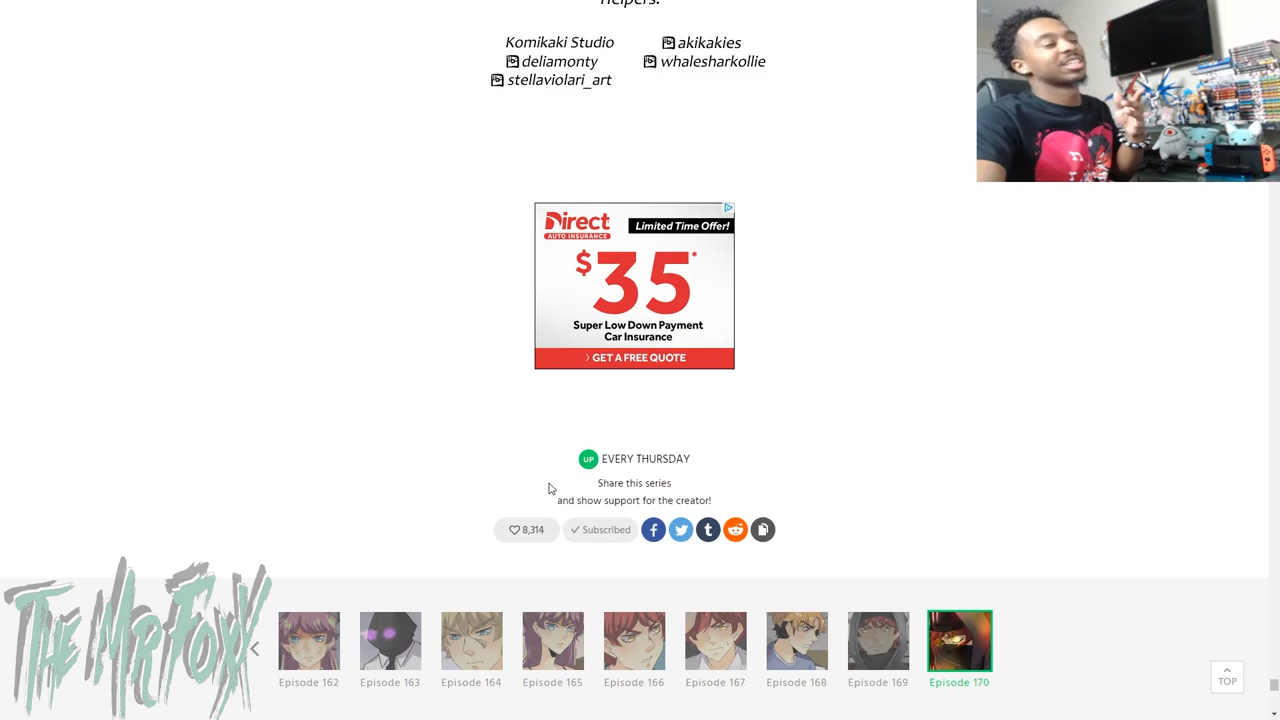 helpers.
Komikaki Studio
akikakies
deliamonty
whalesharkollie
stellaviolari_art
Direct
AUTO INSURANCE
Limited Time Offer!
$35*
Super Low Down Payment
Car Insurance
> GET A FREE QUOTE
UP EVERY THURSDAY
Share this series
and show support for the creator!
8,314
Subscribed
THE MR FOXX
Episode 162
Episode 163
Episode 164
Episode 165
Episode 166
Episode 167
Episode 168
Episode 169
Episode 170
TOP